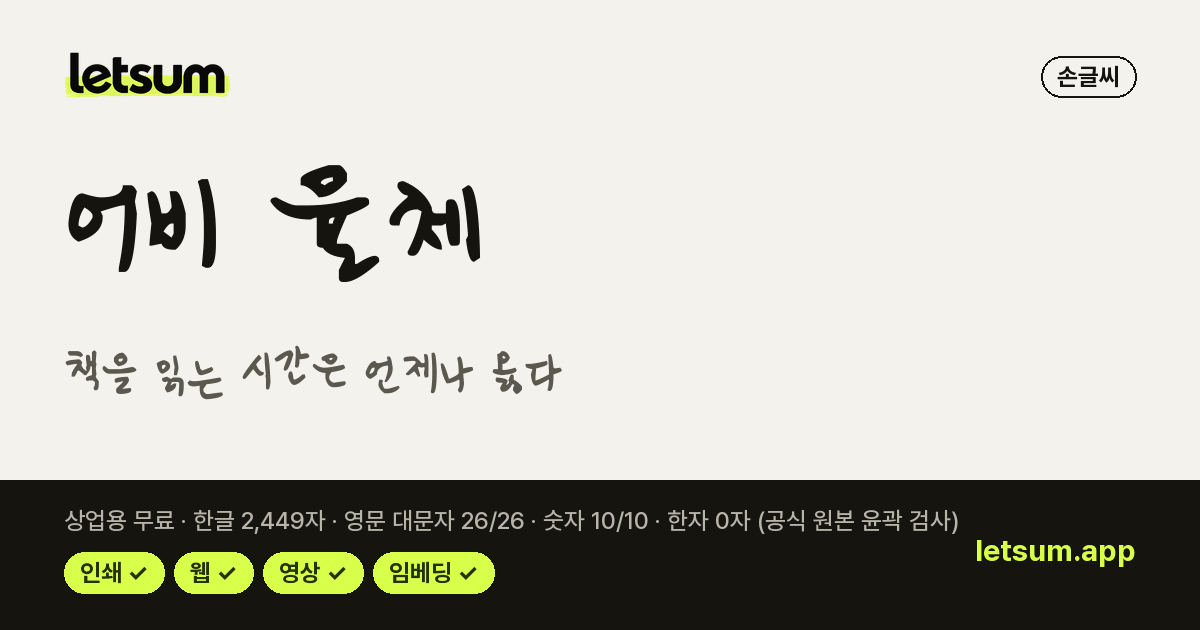 letsum
손글씨
어비 윤체
책을 읽는 시간은 언제나 옳다
상업용 무료 · 한글 2,449자 · 영문 대문자 26/26 · 숫자 10/10 · 한자 0자 (공식 원본 윤곽 검사)
인쇄 ✓ 웹 ✓ 영상 ✓ 임베딩 ✓
letsum.app